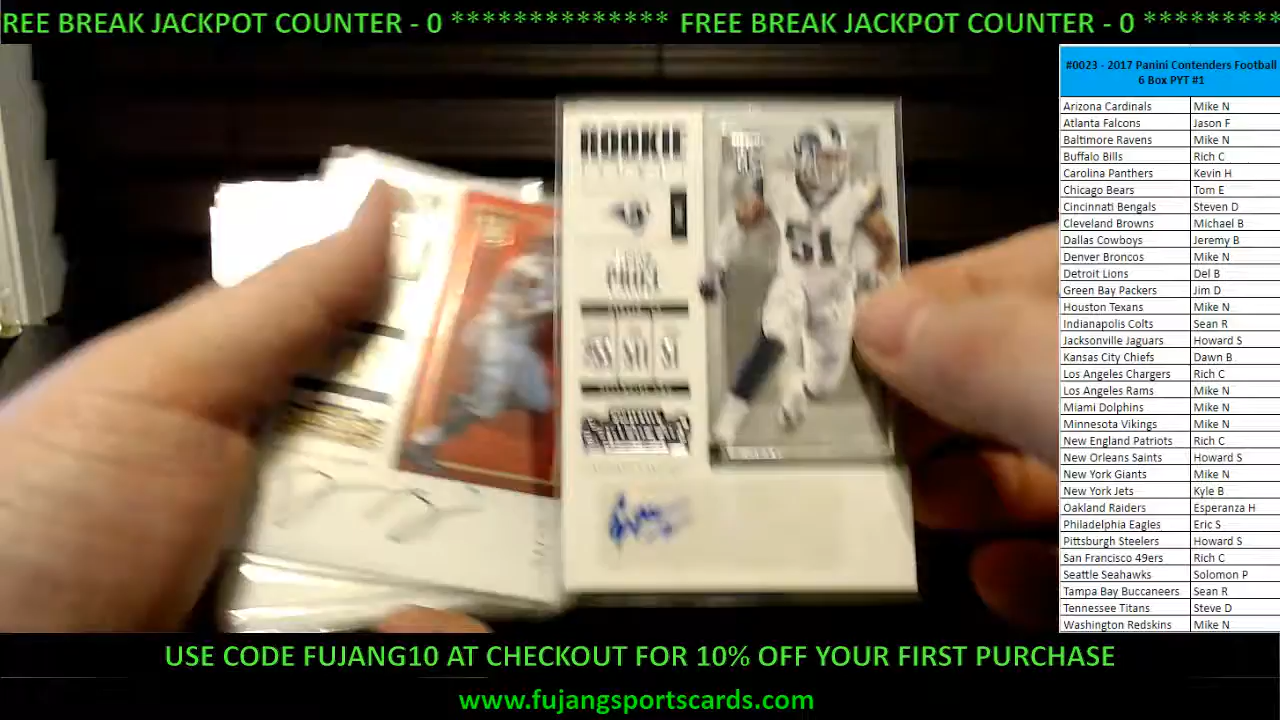 REE BREAK JACKPOT COUNTER - 0 ************** FREE BREAK JACKPOT COUNTER - 0 *********
#0023 - 2017 Panini Contenders Football
6 Box PYT #1
Arizona Cardinals Mike N
Atlanta Falcons Jason F
Baltimore Ravens Mike N
Buffalo Bills Rich C
Carolina Panthers Kevin H
Chicago Bears Tom E
Cincinnati Bengals Steven D
Cleveland Browns Michael B
Dallas Cowboys Jeremy B
Denver Broncos Mike N
Detroit Lions Del B
Green Bay Packers Jim D
Houston Texans Mike N
Indianapolis Colts Sean R
Jacksonville Jaguars Howard S
Kansas City Chiefs Dawn B
Los Angeles Chargers Rich C
Los Angeles Rams Mike N
Miami Dolphins Mike N
Minnesota Vikings Mike N
New England Patriots Rich C
New Orleans Saints Howard S
New York Giants Mike N
New York Jets Kyle B
Oakland Raiders Esperanza H
Philadelphia Eagles Eric S
Pittsburgh Steelers Howard S
San Francisco 49ers Rich C
Seattle Seahawks Solomon P
Tampa Bay Buccaneers Sean R
Tennessee Titans Steve D
Washington Redskins Mike N
ROOKIE
51
USE CODE FUJANG10 AT CHECKOUT FOR 10% OFF YOUR FIRST PURCHASE
www.fujangsportscards.com